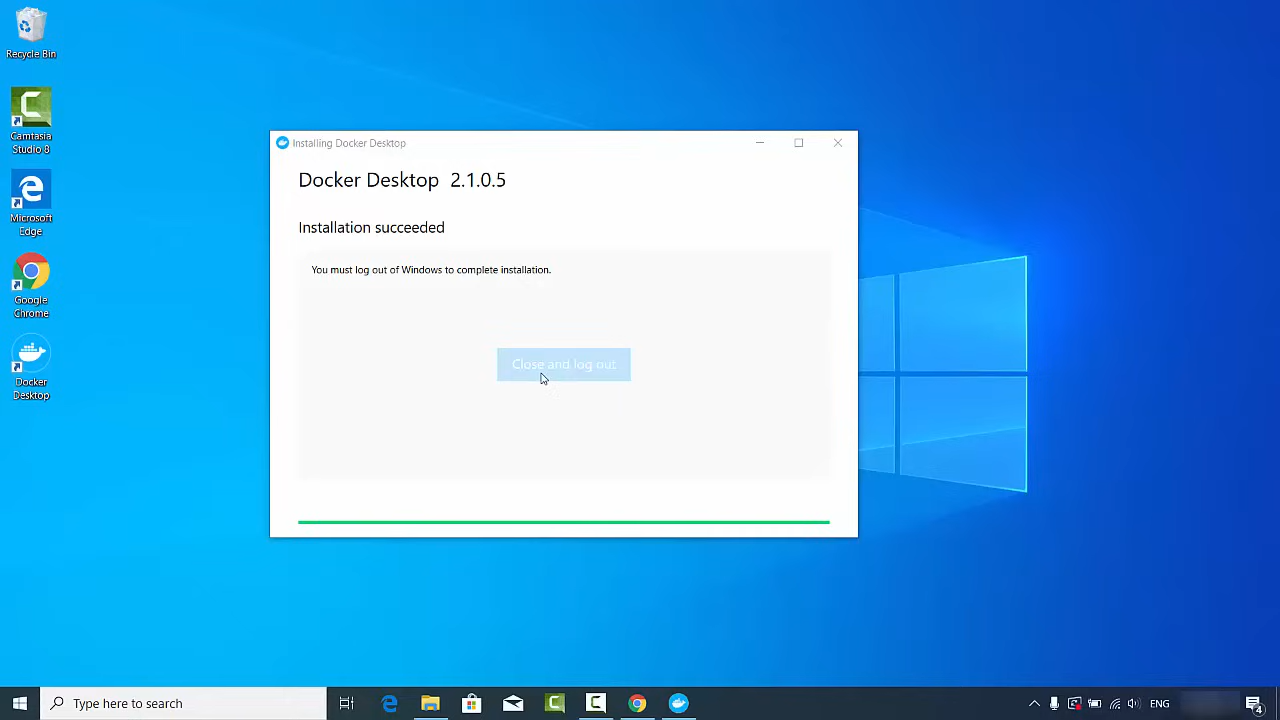 Recycle Bin
Camtasia
Studio 8
Microsoft
Edge
Google
Chrome
Docker
Desktop
Installing Docker Desktop
Docker Desktop 2.1.0.5
Installation succeeded
You must log out of Windows to complete installation.
Close and log out
Type here to search
ENG
4